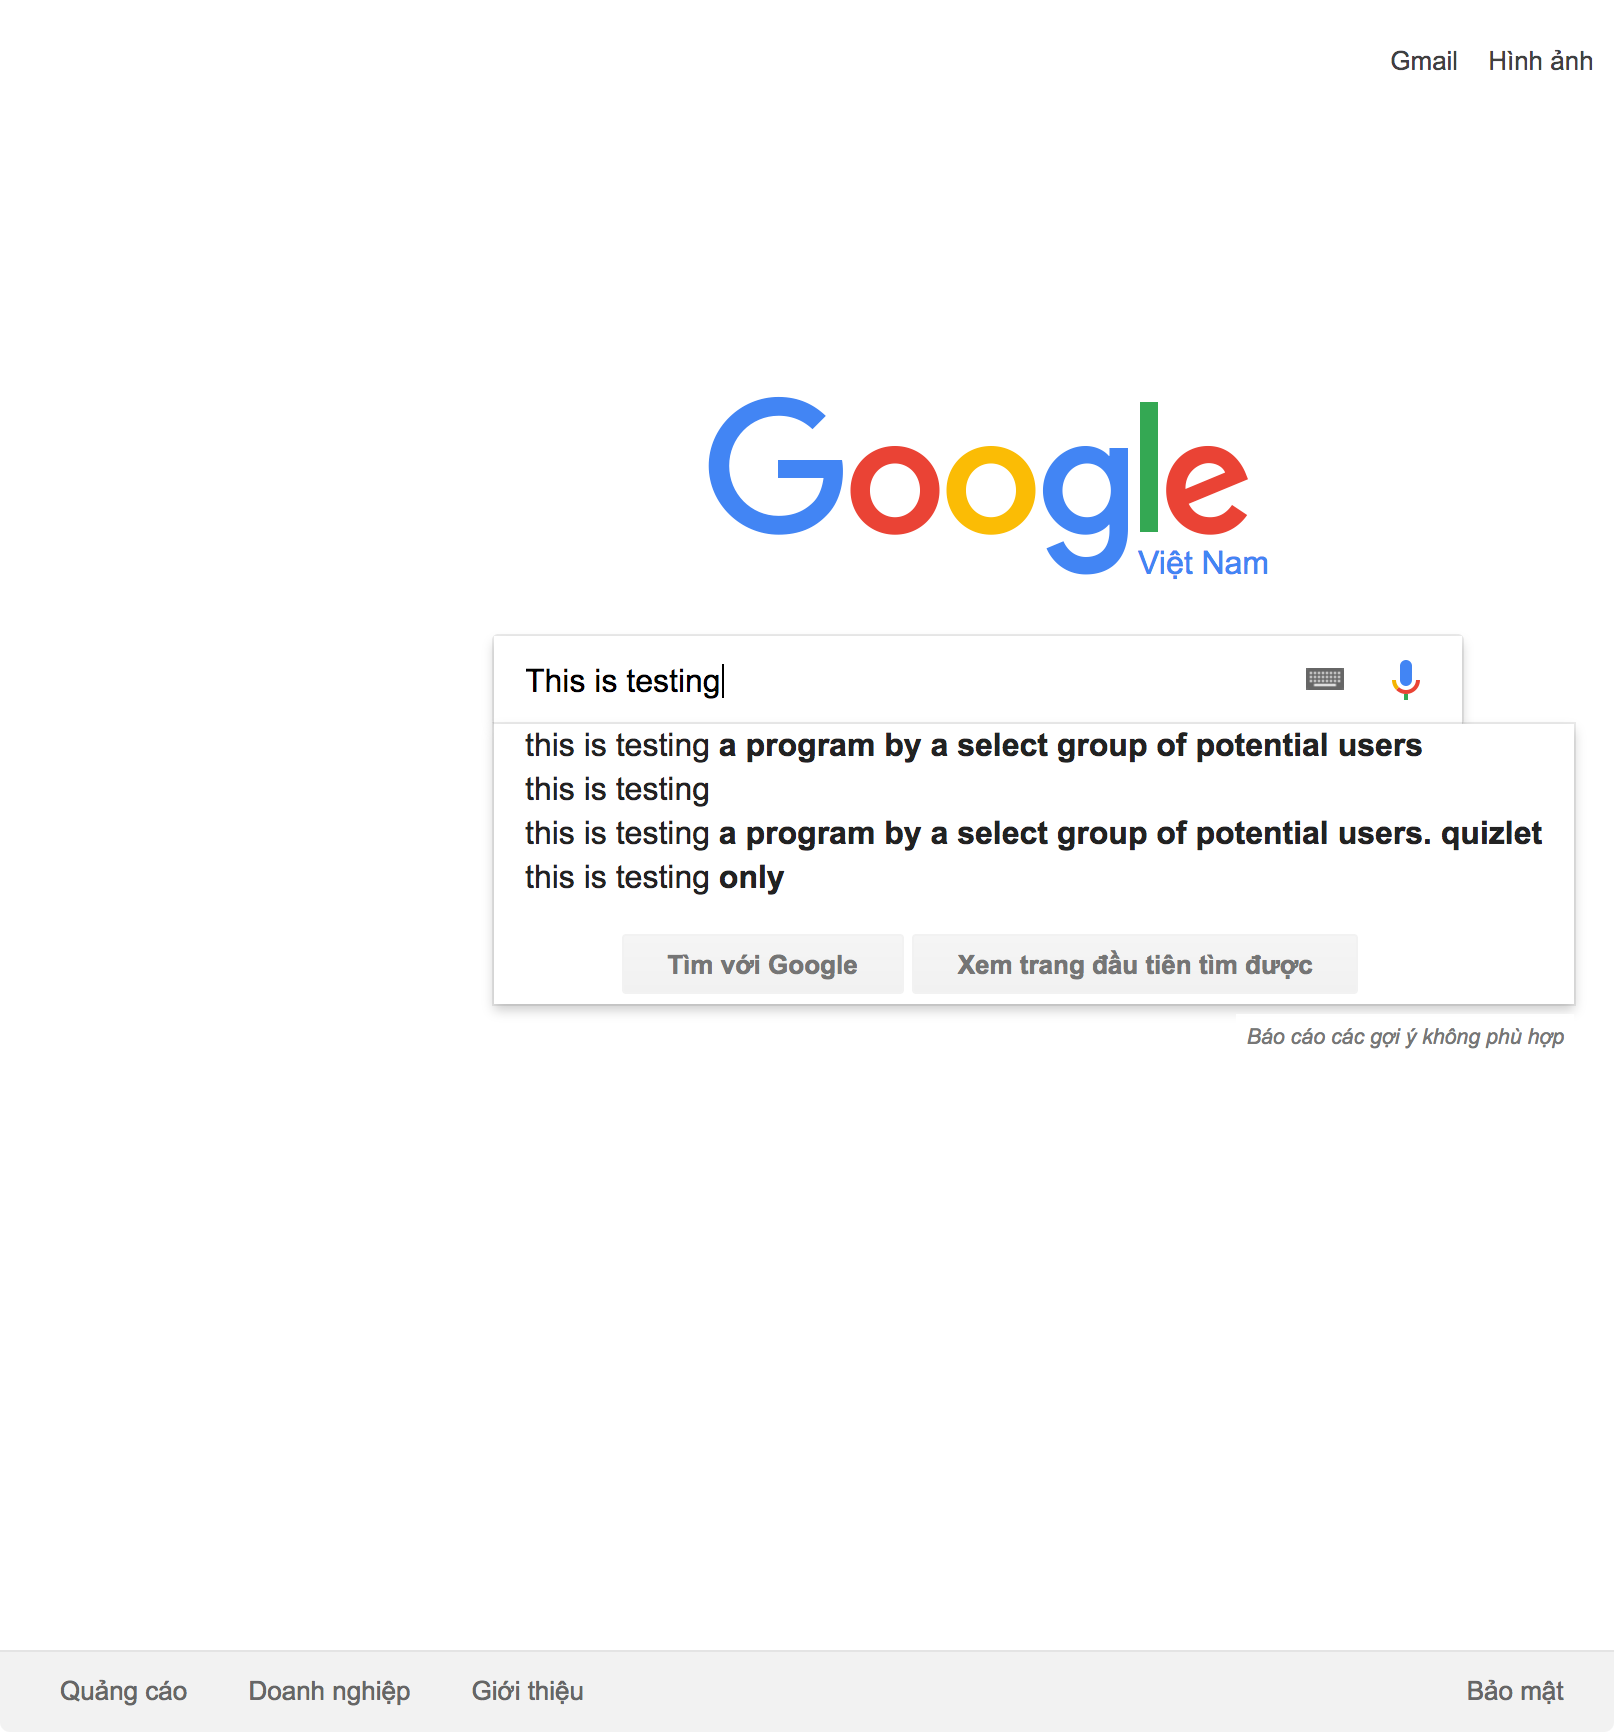 Gmail Hình ảnh
Google
Việt Nam
This is testing
this is testing a program by a select group of potential users
this is testing
this is testing a program by a select group of potential users. quizlet
this is testing only
Tìm với Google Xem trang đầu tiên tìm được
Báo cáo các gợi ý không phù hợp
Quảng cáo Doanh nghiệp Giới thiệu Bảo mật